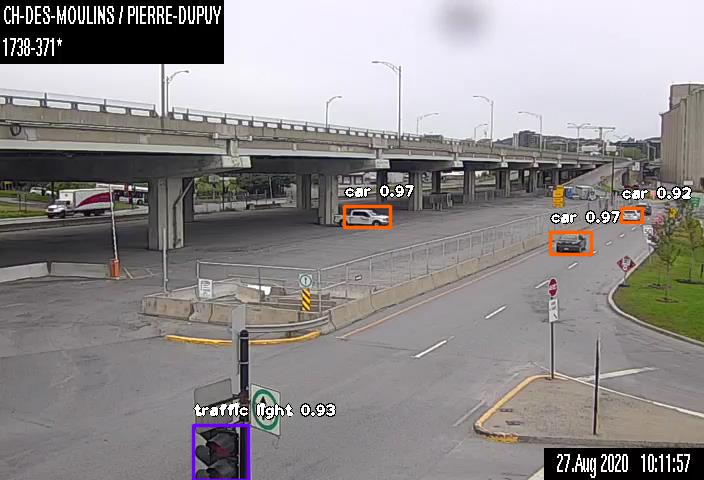 CH-DES-MOULINS / PIERRE-DUPUY
1738-371*
car 0.97
car 0.92
car 0.97
traffic light 0.93
27.Aug 2020 10:11:57